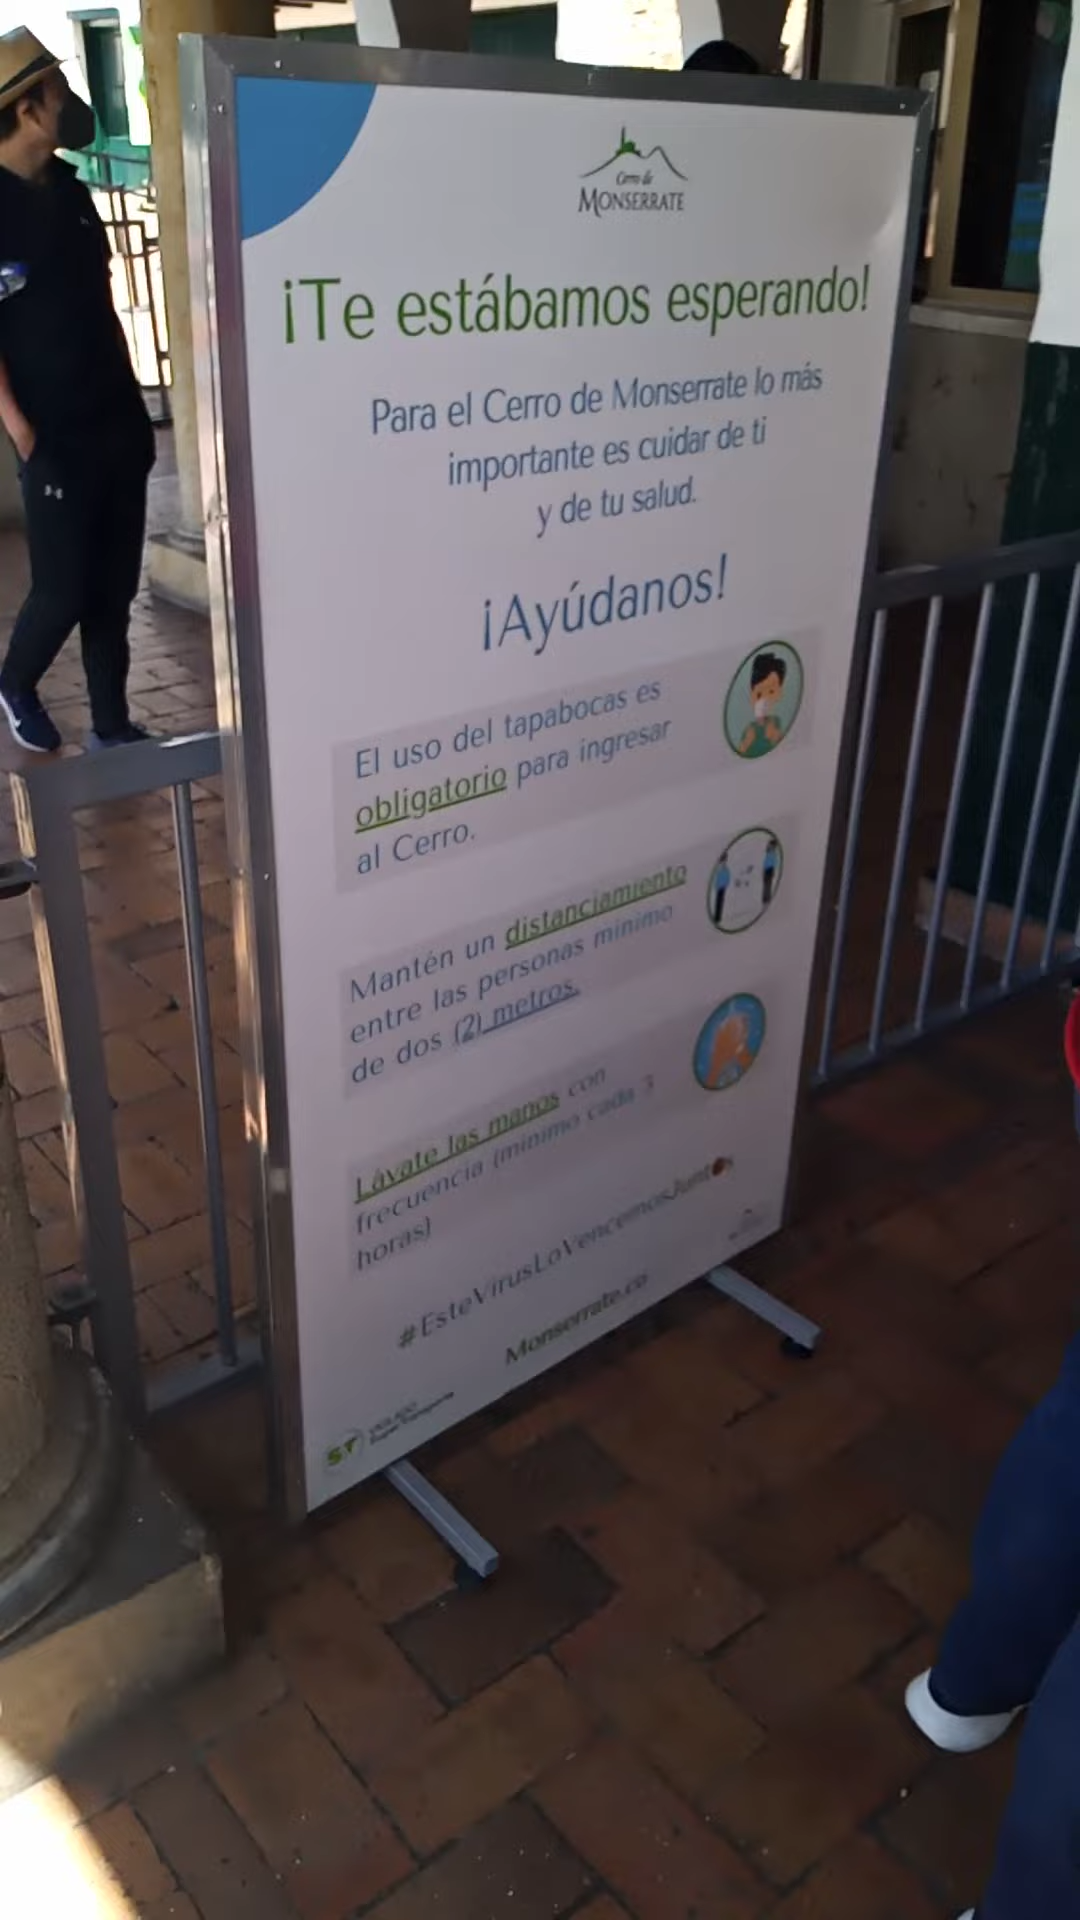 Cerro de
MONSERRATE
¡Te estábamos esperando!
Para el Cerro de Monserrate lo más
importante es cuidar de ti
y de tu salud.
¡Ayúdanos!
El uso del tapabocas es
obligatorio para ingresar
al Cerro.
Mantén un distanciamiento
entre las personas mínimo
de dos (2) metros.
Lávate las manos con
frecuencia (mínimo cada 3
horas)
#EsteVirusLoVencemosJuntos
Monserrate.co
VIGILADO
SuperTransporte